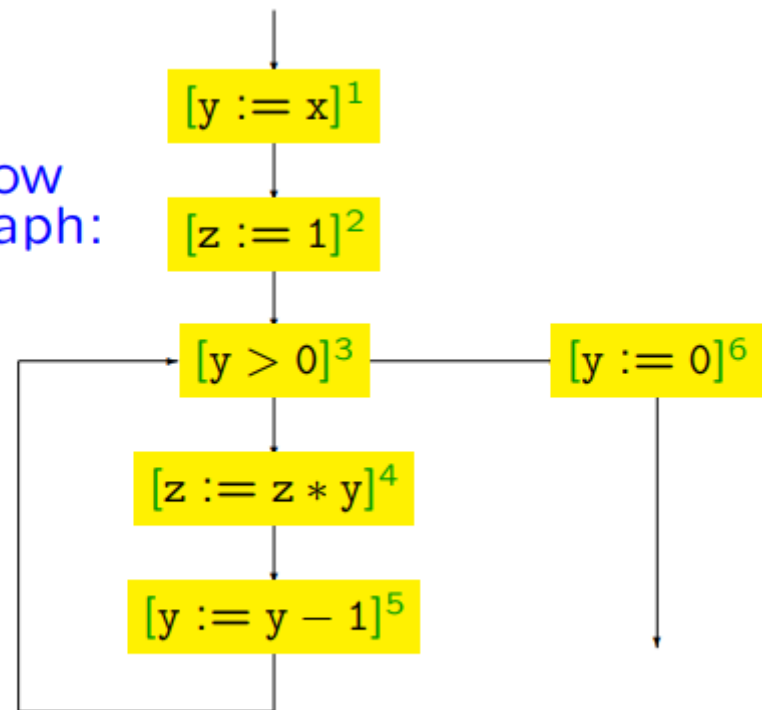 [y := x]¹
ow
aph:
[z := 1]²
[y > 0]³
[y := 0]⁶
[z := z * y]⁴
[y := y − 1]⁵